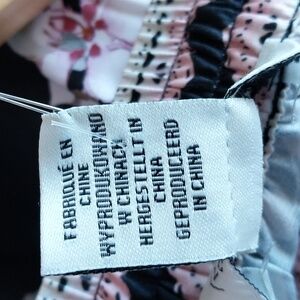 FABRIQUÉ EN
CHINE
WYPRODUKOWANO
W CHINACH
HERGESTELLT IN
CHINA
GEPRODUCEERD
IN CHINA